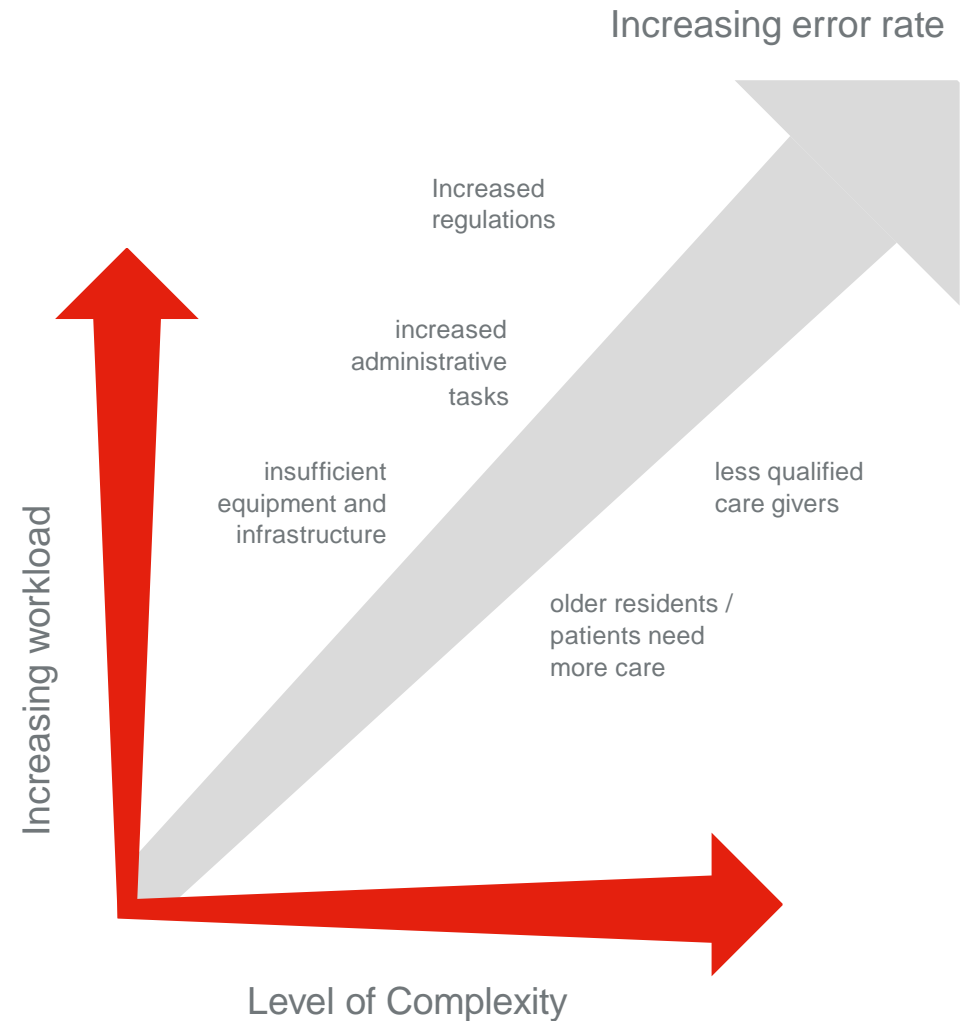 Increasing error rate
Increased
regulations
increased
administrative
tasks
insufficient
equipment and
infrastructure
less qualified
care givers
older residents /
patients need
more care
Increasing workload
Level of Complexity